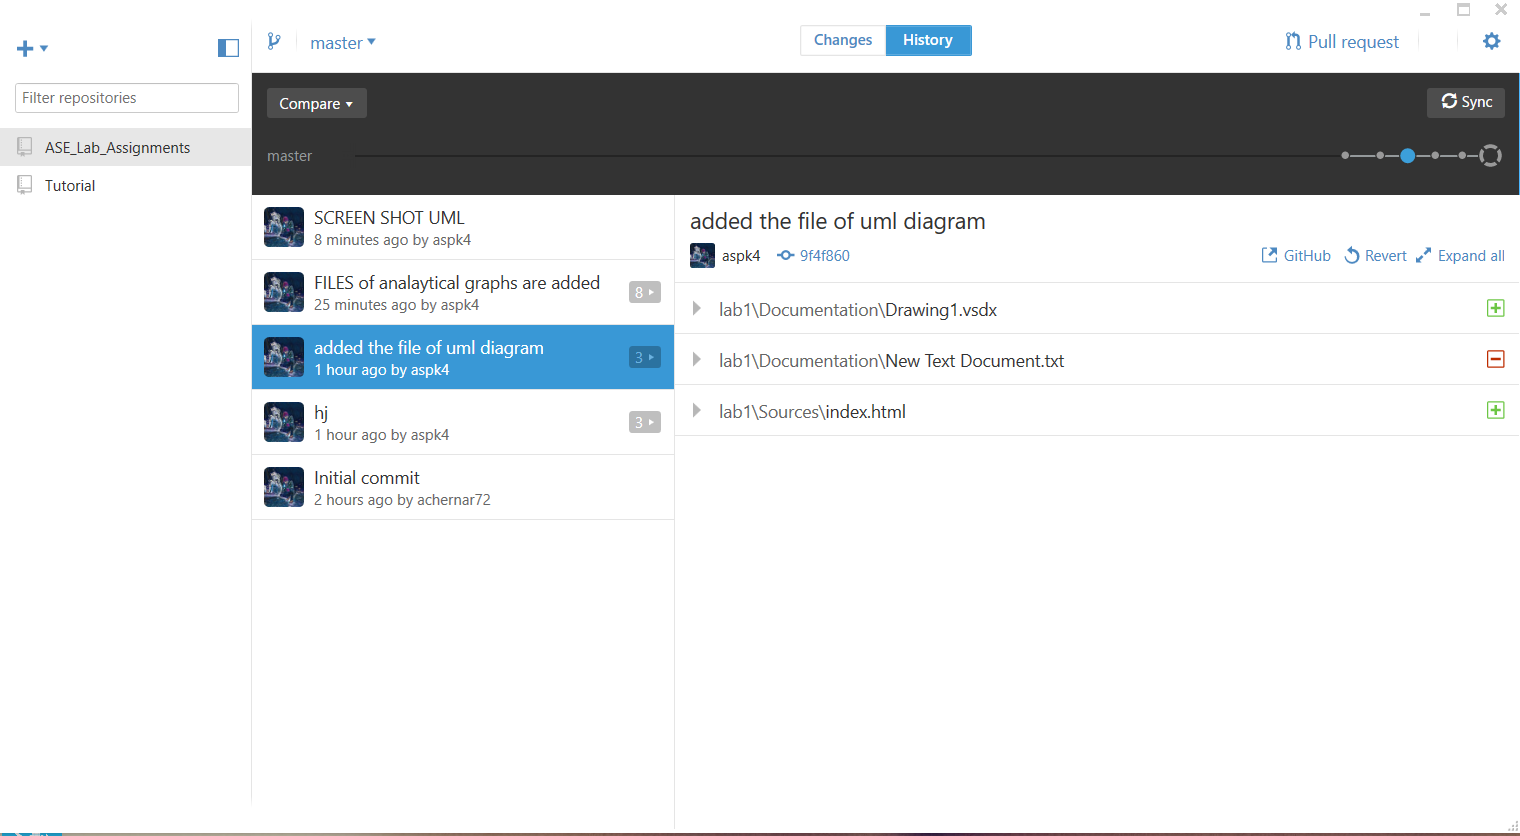 master
Changes
History
Pull request
Filter repositories
Compare
Sync
ASE_Lab_Assignments
master
Tutorial
SCREEN SHOT UML
8 minutes ago by aspk4
FILES of analaytical graphs are added
25 minutes ago by aspk4
8
added the file of uml diagram
1 hour ago by aspk4
3
hj
1 hour ago by aspk4
3
Initial commit
2 hours ago by achernar72
added the file of uml diagram
aspk4 9f4f860
GitHub Revert Expand all
lab1\Documentation\Drawing1.vsdx
lab1\Documentation\New Text Document.txt
lab1\Sources\index.html